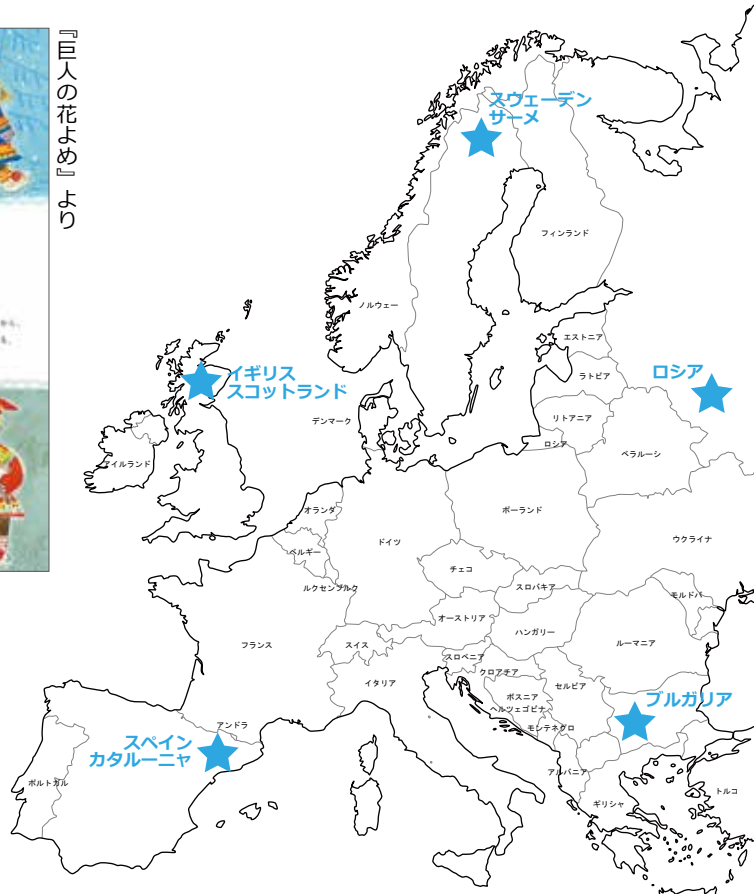 『巨人の花よめ』より
スウェーデン
サーメ
フィンランド
ノルウェー
エストニア
ラトビア
リトアニア
ロシア
ロシア
ベラルーシ
イギリス
スコットランド
デンマーク
アイルランド
オランダ
ベルギー
ルクセンブルク
ドイツ
ポーランド
チェコ
スロバキア
ウクライナ
モルドバ
オーストリア
ハンガリー
ルーマニア
フランス
スイス
スロベニア
クロアチア
イタリア
ボスニア
ヘルツェゴビナ
セルビア
モンテネグロ
ブルガリア
アンドラ
スペイン
カタルーニャ
ポルトガル
アルバニア
ギリシャ
トルコ